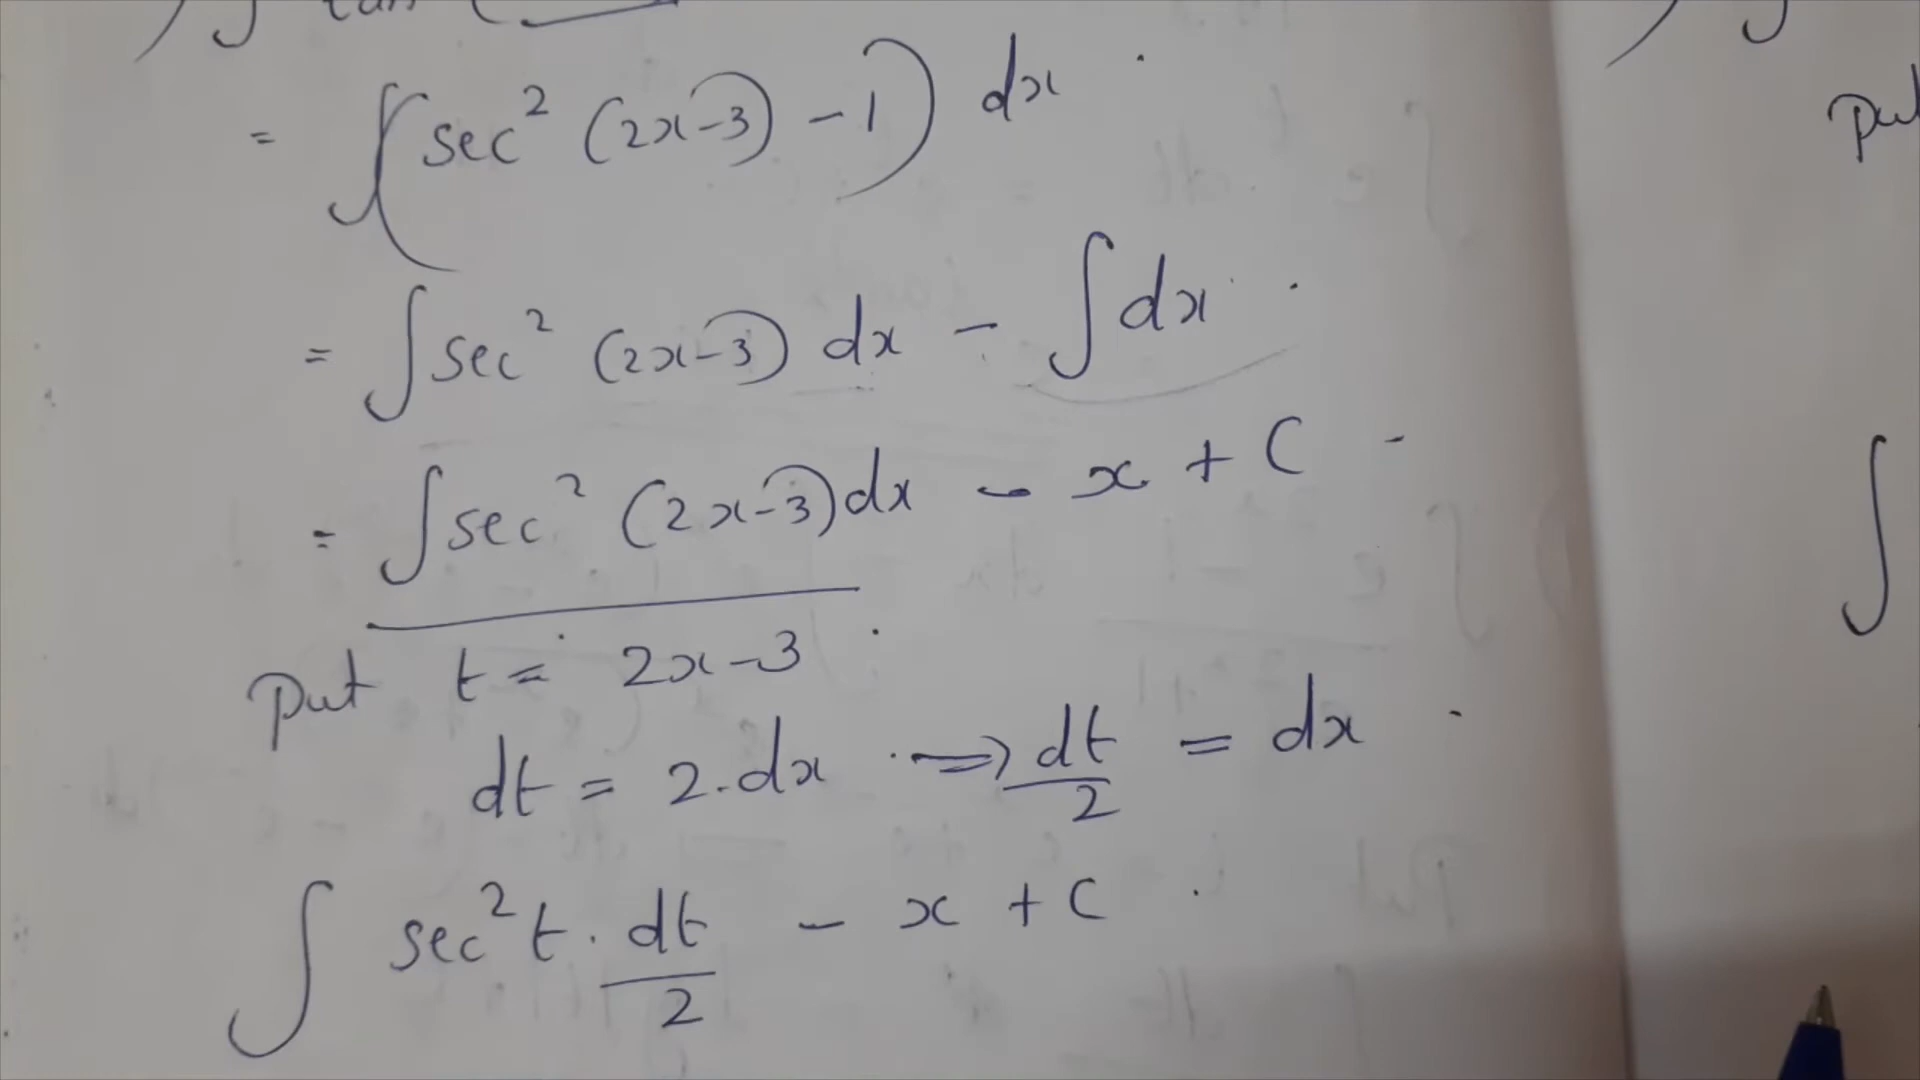 ∫ tan
= ∫(sec² (2x-3) -1) dx
= ∫sec² (2x-3) dx - ∫dx
= ∫sec² (2x-3)dx - x + C
put t = 2x-3
dt = 2.dx ⇒ dt/2 = dx
∫ sec²t. dt/2 - x + C
∫